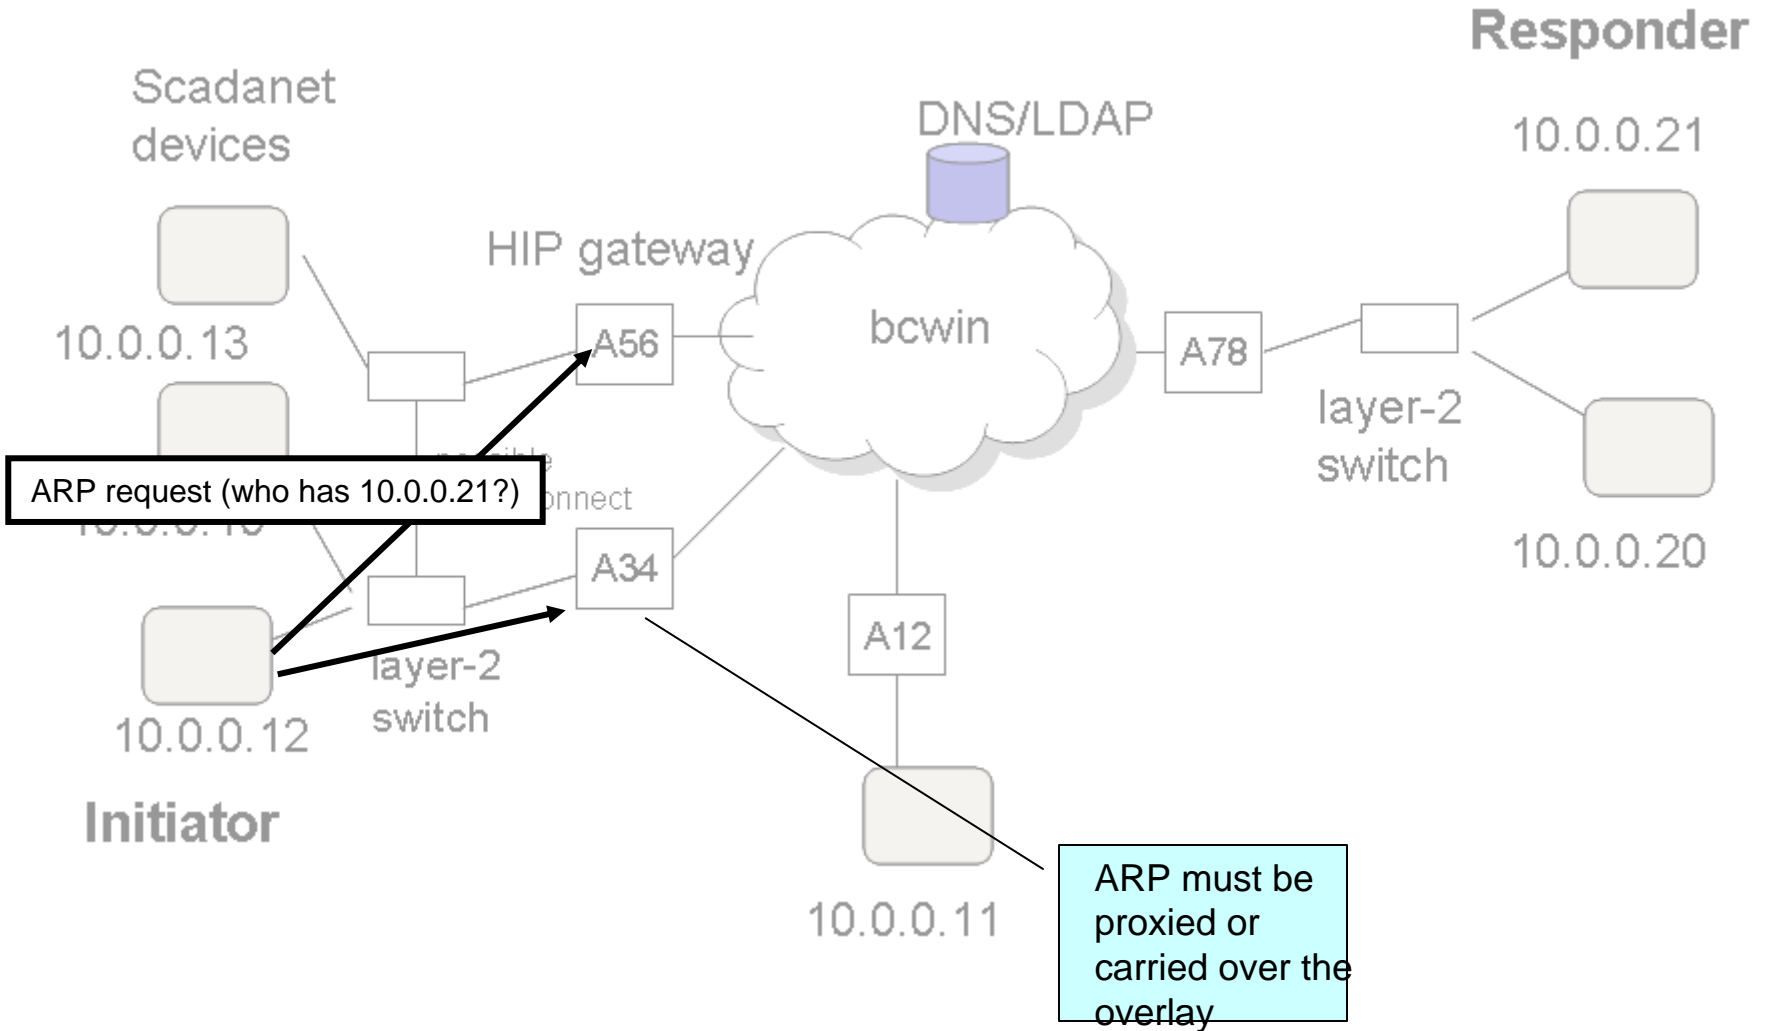 Responder
Scadanet
devices
DNS/LDAP
10.0.0.21
HIP gateway
bcwin
10.0.0.13
A56
A78
layer-2
switch
ARP request (who has 10.0.0.21?)
onnect
10.0.0.20
A34
A12
layer-2
switch
10.0.0.12
Initiator
10.0.0.11
ARP must be
proxied or
carried over the
overlay